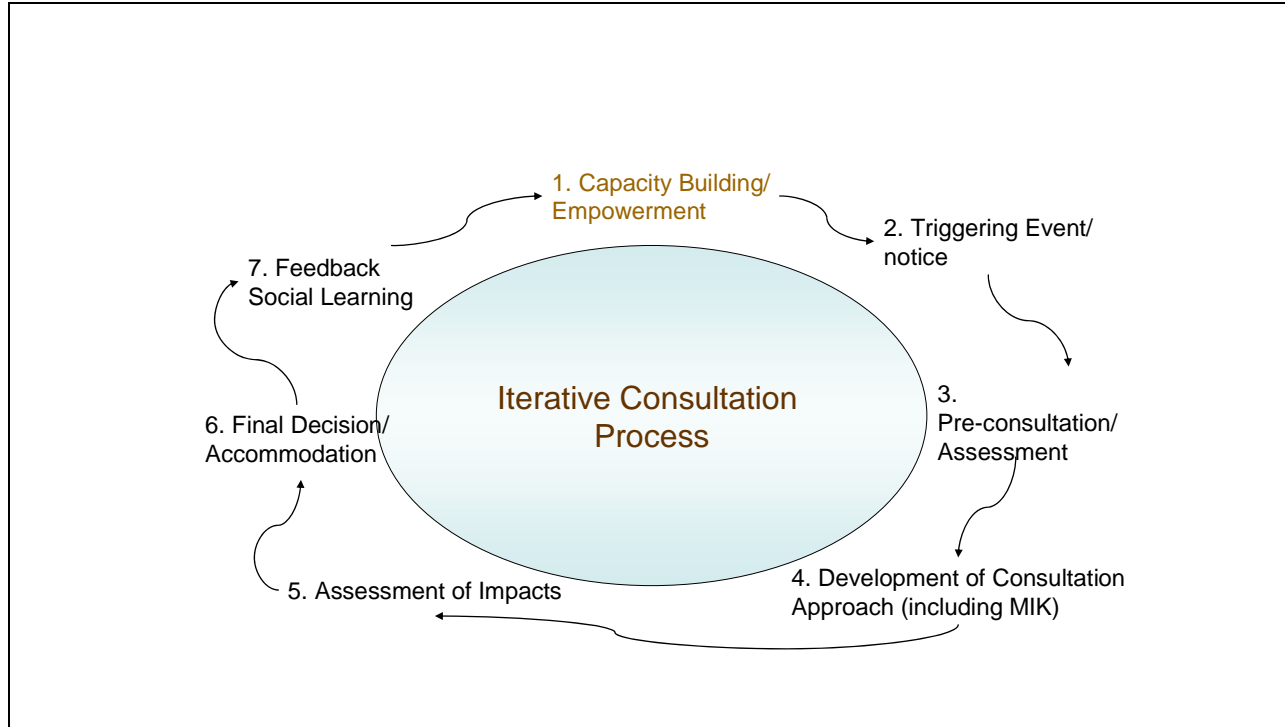 1. Capacity Building/
Empowerment
2. Triggering Event/
notice
3.
Pre-consultation/
Assessment
4. Development of Consultation
Approach (including MIK)
5. Assessment of Impacts
6. Final Decision/
Accommodation
7. Feedback
Social Learning
Iterative Consultation
Process